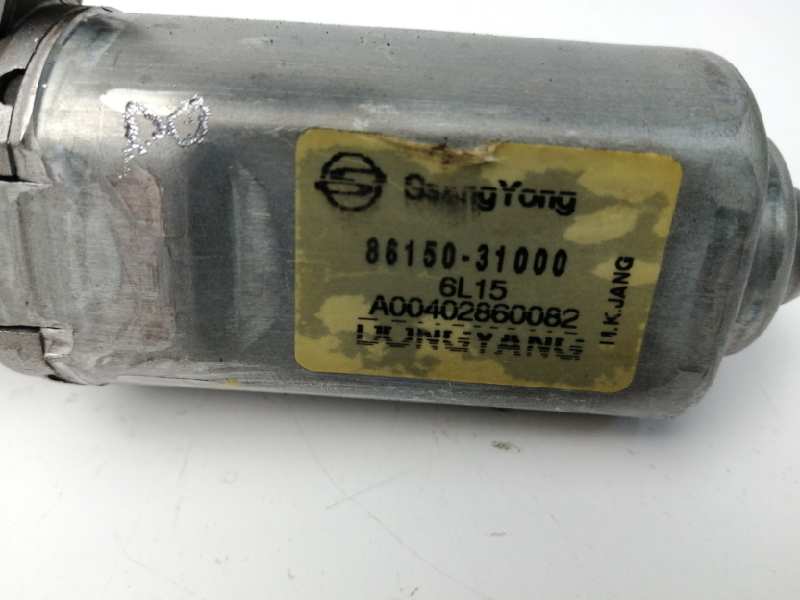 SsangYong
86150-31000
6L15
A00402860082
DONGYANG
H.K.JANG